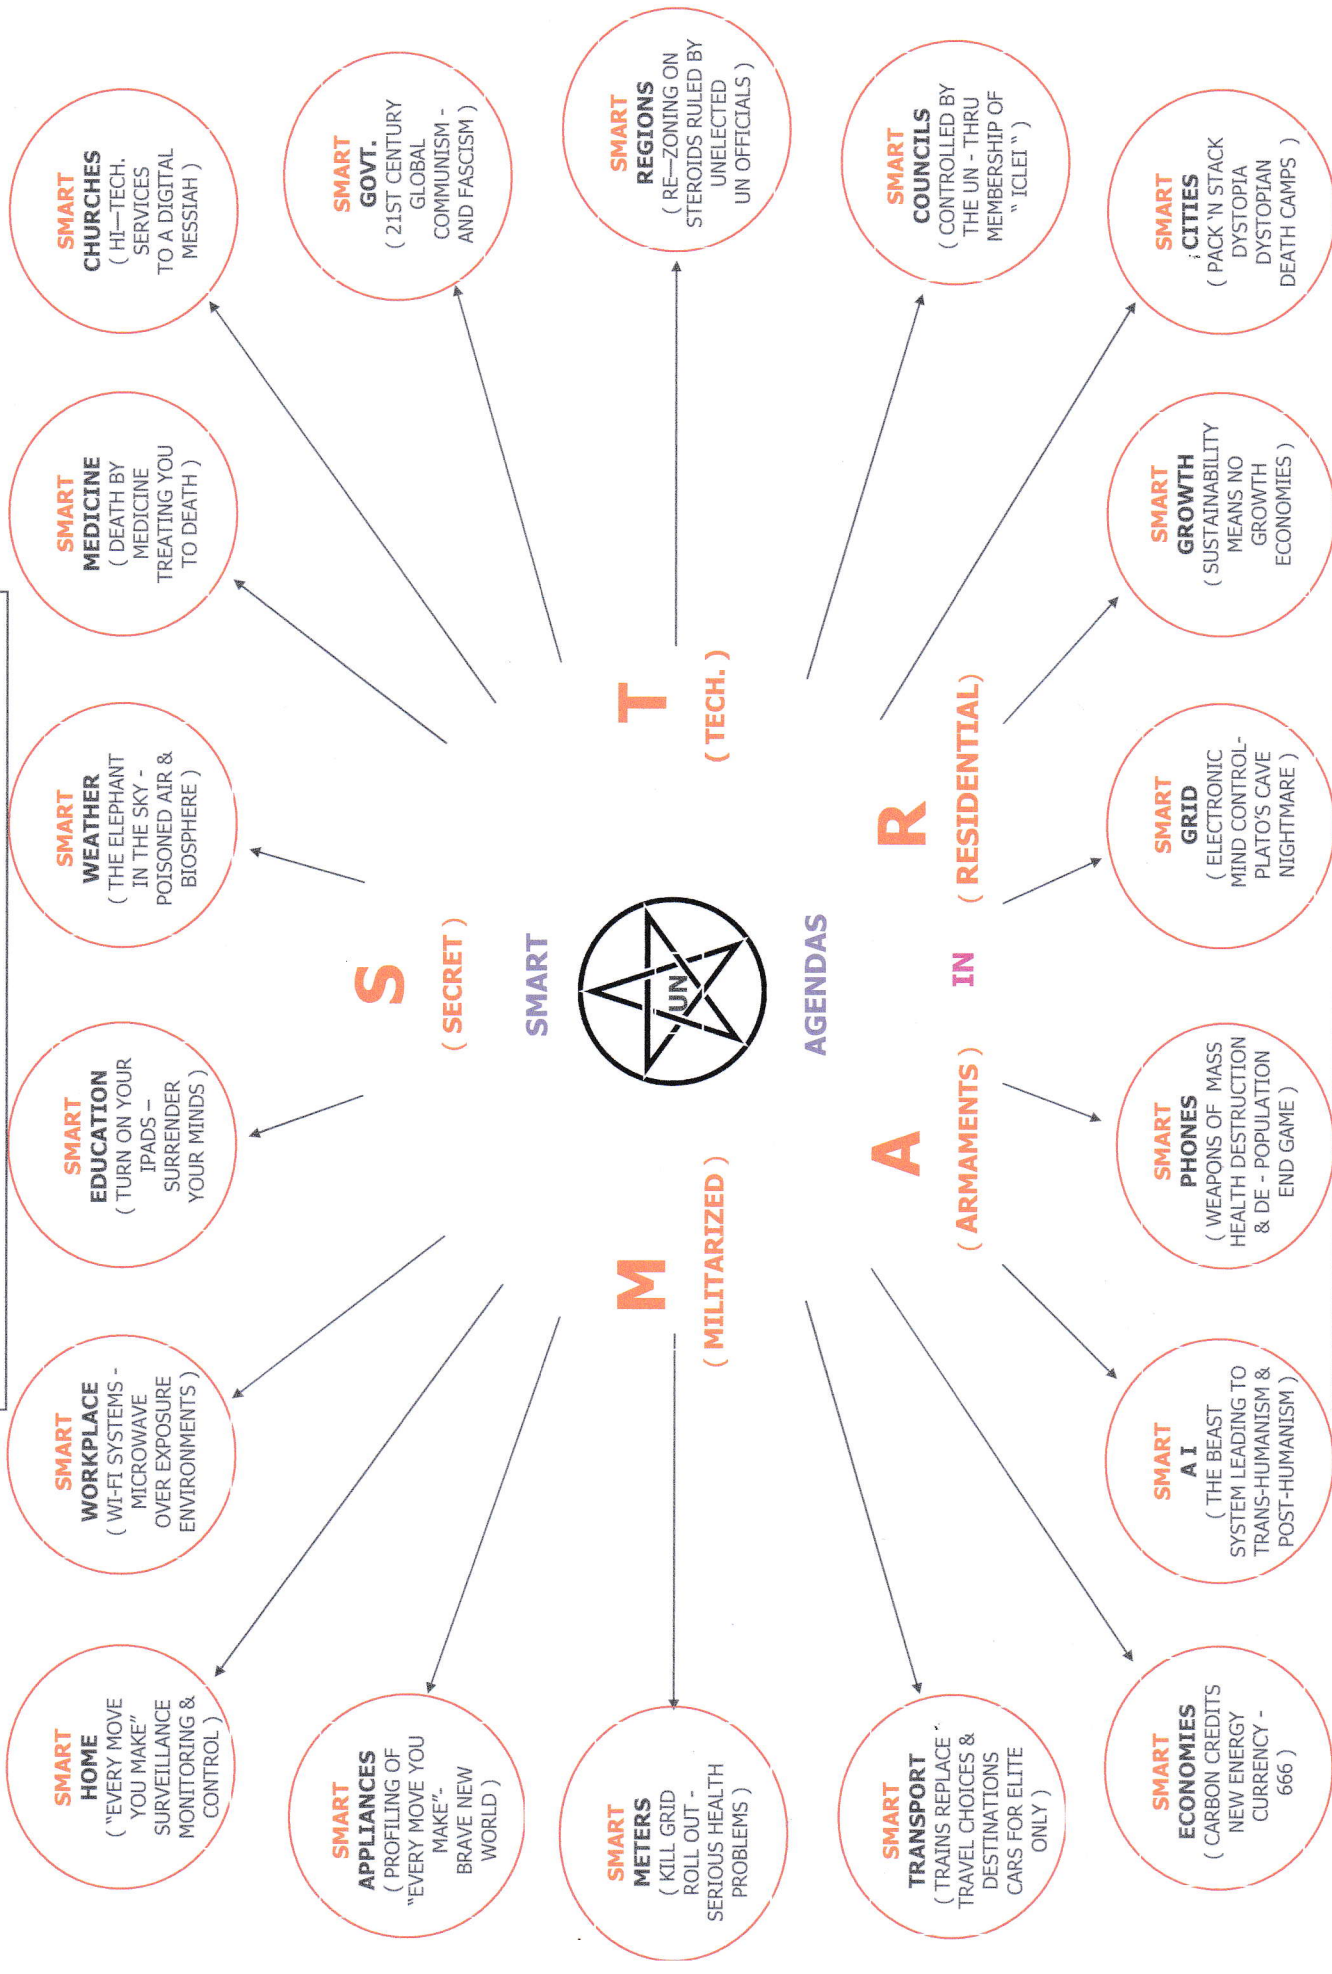 SMART
HOME
( "EVERY MOVE
YOU MAKE"
SURVEILLANCE
MONITORING &
CONTROL )
SMART
WORKPLACE
( WI-FI SYSTEMS -
MICROWAVE
OVER EXPOSURE
ENVIRONMENTS )
SMART
EDUCATION
( TURN ON YOUR
IPADS –
SURRENDER
YOUR MINDS )
SMART
WEATHER
( THE ELEPHANT
IN THE SKY -
POISONED AIR &
BIOSPHERE )
SMART
MEDICINE
( DEATH BY
MEDICINE
TREATING YOU
TO DEATH )
SMART
CHURCHES
( HI—TECH.
SERVICES
TO A DIGITAL
MESSIAH )
SMART
APPLIANCES
( PROFILING OF
"EVERY MOVE YOU
MAKE"-
BRAVE NEW
WORLD )
S
( SECRET )
SMART
GOVT.
( 21ST CENTURY
GLOBAL
COMMUNISM -
AND FASCISM )
SMART
METERS
( KILL GRID
ROLL OUT -
SERIOUS HEALTH
PROBLEMS )
M
( MILITARIZED )
SMART
UN
AGENDAS
T
( TECH. )
SMART
REGIONS
( RE—ZONING ON
STEROIDS RULED BY
UNELECTED
UN OFFICIALS )
SMART
TRANSPORT
( TRAINS REPLACE
TRAVEL CHOICES &
DESTINATIONS
CARS FOR ELITE
ONLY )
A
( ARMAMENTS )
IN
R
( RESIDENTIAL)
SMART
COUNCILS
( CONTROLLED BY
THE UN - THRU
MEMBERSHIP OF
" ICLEI " )
SMART
ECONOMIES
( CARBON CREDITS
NEW ENERGY
CURRENCY -
666 )
SMART
A I
( THE BEAST
SYSTEM LEADING TO
TRANS-HUMANISM &
POST-HUMANISM )
SMART
PHONES
( WEAPONS OF MASS
HEALTH DESTRUCTION
& DE - POPULATION
END GAME )
SMART
GRID
( ELECTRONIC
MIND CONTROL-
PLATO'S CAVE
NIGHTMARE )
SMART
GROWTH
( SUSTAINABILITY
MEANS NO
GROWTH
ECONOMIES )
SMART
CITIES
( PACK 'N STACK
DYSTOPIA
DYSTOPIAN
DEATH CAMPS )